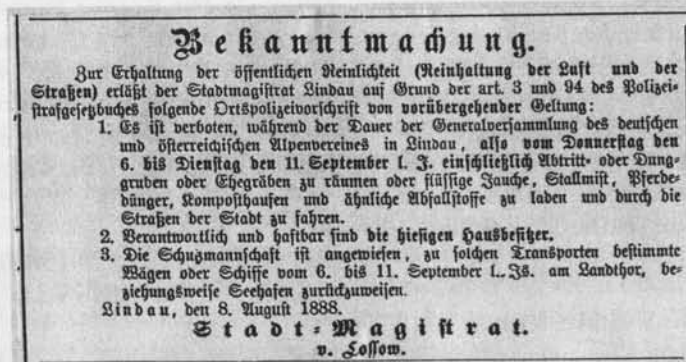 Bekanntmachung.
Zur Erhaltung der öffentlichen Reinlichkeit (Reinhaltung der Luft und der
Straßen) erläßt der Stadtmagistrat Lindau auf Grund der art. 3 und 94 des Polizei-
strafgesetzbuches folgende Ortspolizeivorschrift von vorübergehender Geltung:
1. Es ist verboten, während der Dauer der Generalversammlung des deutschen
und österreichischen Alpenvereines in Lindau, also vom Donnerstag den
6. bis Dienstag den 11. September l. J. einschließlich Abtritt- oder Dung-
gruben oder Ehegräben zu räumen oder flüssige Jauche, Stallmist, Pferde-
dünger, Komposthaufen und ähnliche Abfallstoffe zu laden und durch die
Straßen der Stadt zu fahren.
2. Verantwortlich und haftbar sind die hiesigen Hausbesitzer.
3. Die Schuzmannschaft ist angewiesen, zu solchen Transporten bestimmte
Wägen oder Schiffe vom 6. bis 11. September l. Js. am Landthor, be-
ziehungsweise Seehafen zurückzuweisen.
Lindau, den 8. August 1888.
Stadt-Magistrat.
v. Lossow.